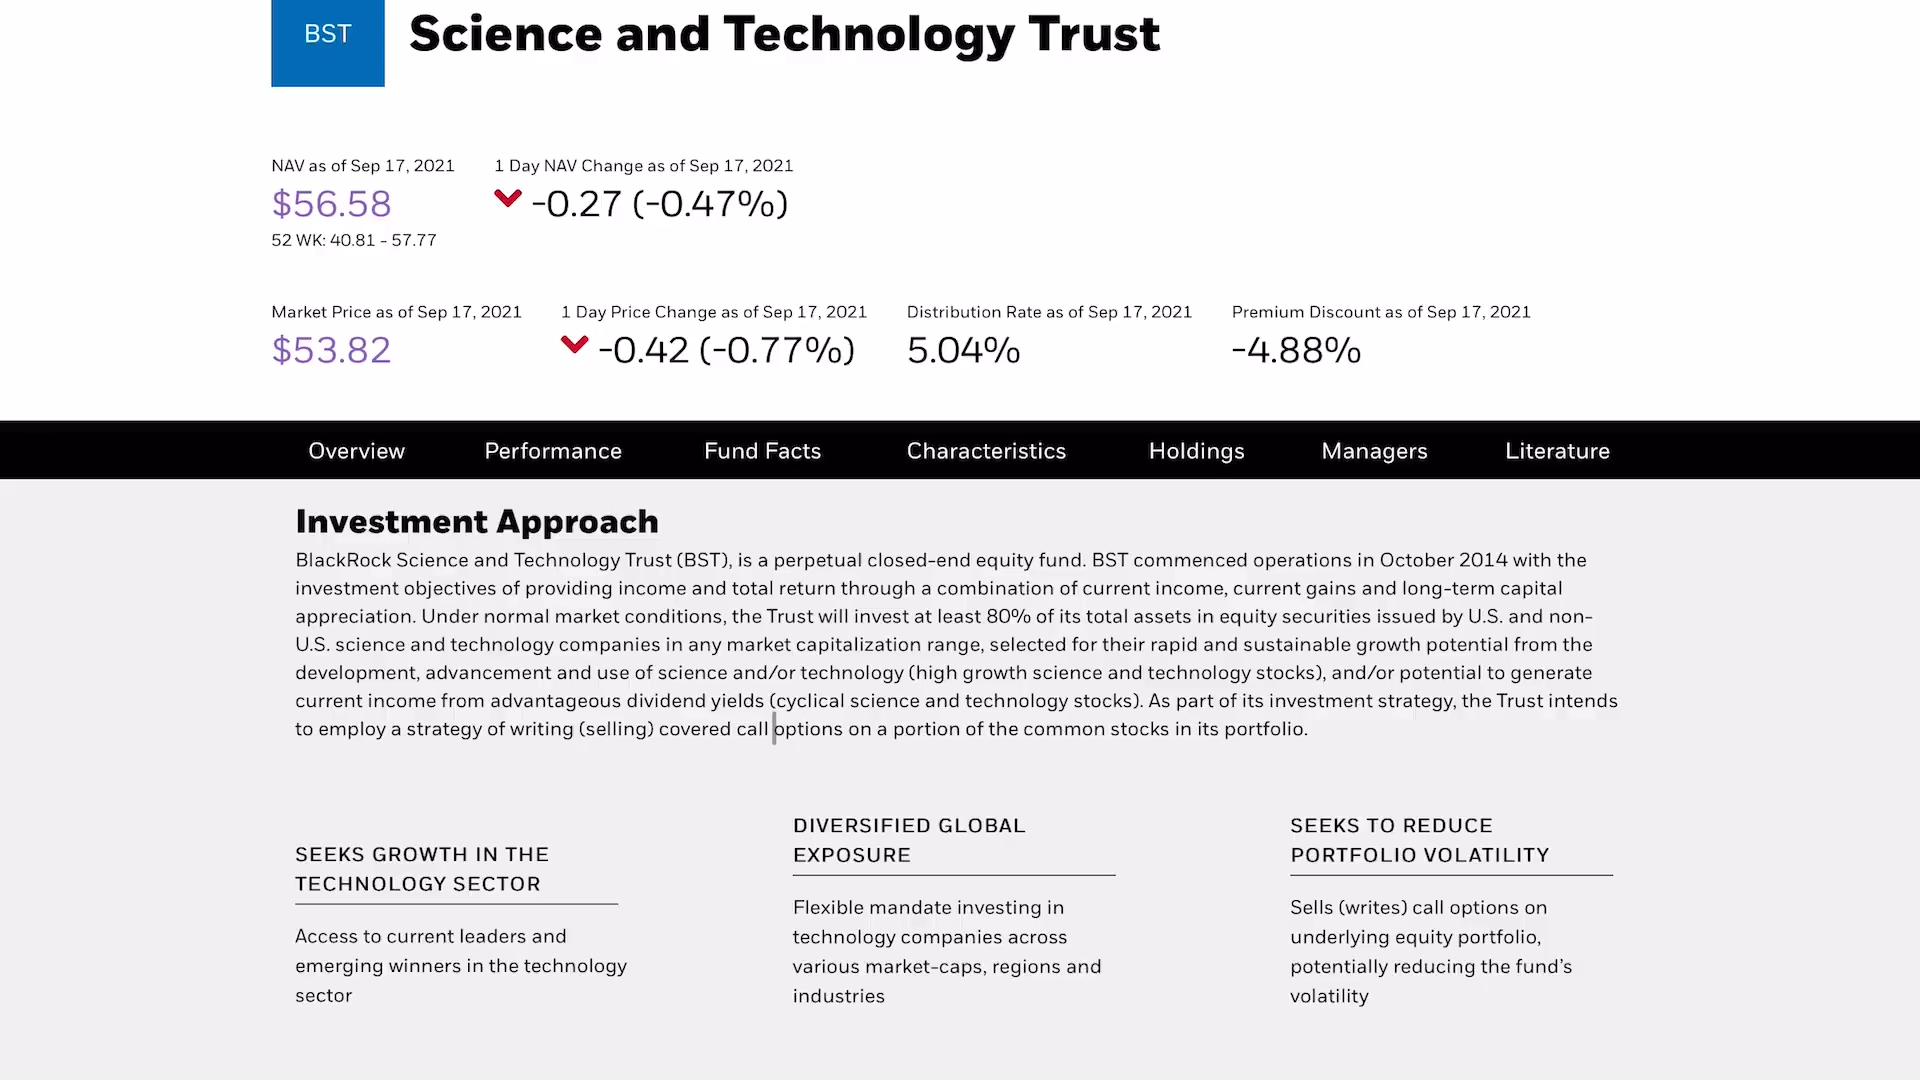 BST
Science and Technology Trust
NAV as of Sep 17, 2021
$56.58
52 WK: 40.81 - 57.77
1 Day NAV Change as of Sep 17, 2021
-0.27 (-0.47%)
Market Price as of Sep 17, 2021
$53.82
1 Day Price Change as of Sep 17, 2021
-0.42 (-0.77%)
Distribution Rate as of Sep 17, 2021
5.04%
Premium Discount as of Sep 17, 2021
-4.88%
Overview Performance Fund Facts Characteristics Holdings Managers Literature
Investment Approach
BlackRock Science and Technology Trust (BST), is a perpetual closed-end equity fund. BST commenced operations in October 2014 with the
investment objectives of providing income and total return through a combination of current income, current gains and long-term capital
appreciation. Under normal market conditions, the Trust will invest at least 80% of its total assets in equity securities issued by U.S. and non-
U.S. science and technology companies in any market capitalization range, selected for their rapid and sustainable growth potential from the
development, advancement and use of science and/or technology (high growth science and technology stocks), and/or potential to generate
current income from advantageous dividend yields (cyclical science and technology stocks). As part of its investment strategy, the Trust intends
to employ a strategy of writing (selling) covered call options on a portion of the common stocks in its portfolio.
SEEKS GROWTH IN THE
TECHNOLOGY SECTOR
Access to current leaders and
emerging winners in the technology
sector
DIVERSIFIED GLOBAL
EXPOSURE
Flexible mandate investing in
technology companies across
various market-caps, regions and
industries
SEEKS TO REDUCE
PORTFOLIO VOLATILITY
Sells (writes) call options on
underlying equity portfolio,
potentially reducing the fund's
volatility